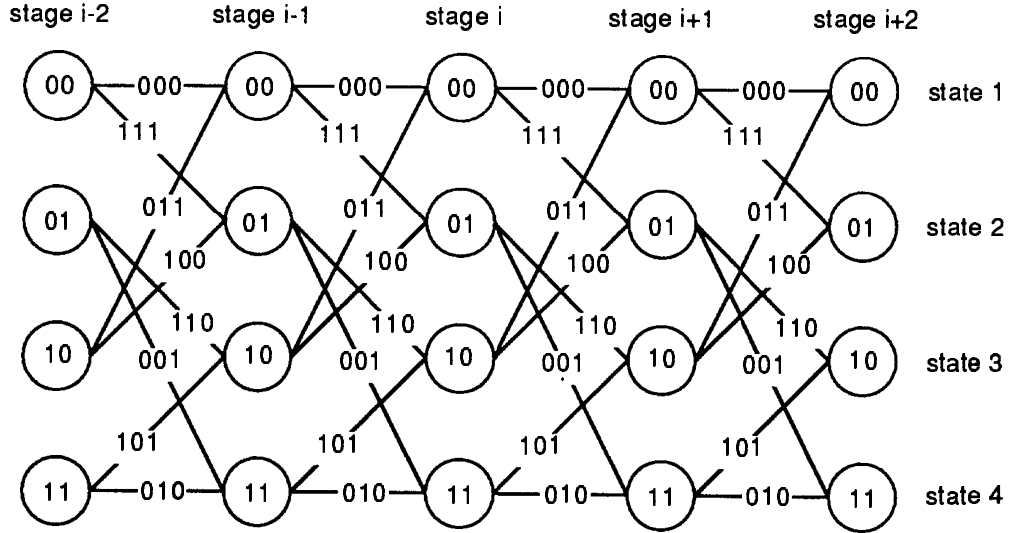 stage i-2 stage i-1 stage i stage i+1 stage i+2
00 000 00 000 00 000 00 000 00 state 1
111 111 111 111
011 011 011 011
01 01 01 01 01 state 2
100 100 100 100
110 110 110 110
10 001 10 001 10 001 10 001 10 state 3
101 101 101 101
11 010 11 010 11 010 11 010 11 state 4